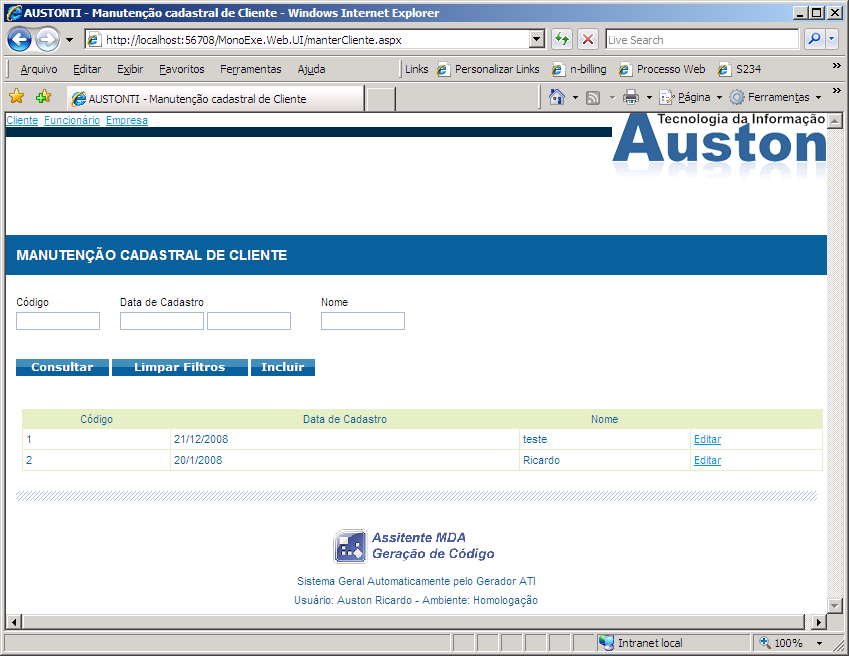 AUSTONTI - Manutenção cadastral de Cliente - Windows Internet Explorer
http://localhost:56708/MonoExe.Web.UI/manterCliente.aspx
Live Search
Arquivo Editar Exibir Favoritos Ferramentas Ajuda Links Personalizar Links n-billing Processo Web S234 »
AUSTONTI - Manutenção cadastral de Cliente Página Ferramentas »
Cliente Funcionário Empresa
Tecnologia da Informação
Auston
MANUTENÇÃO CADASTRAL DE CLIENTE
Código Data de Cadastro Nome
Consultar Limpar Filtros Incluir
Código Data de Cadastro Nome
1 21/12/2008 teste Editar
2 20/1/2008 Ricardo Editar
Assitente MDA
Geração de Código
Sistema Geral Automaticamente pelo Gerador ATI
Usuário: Auston Ricardo - Ambiente: Homologação
Intranet local 100%